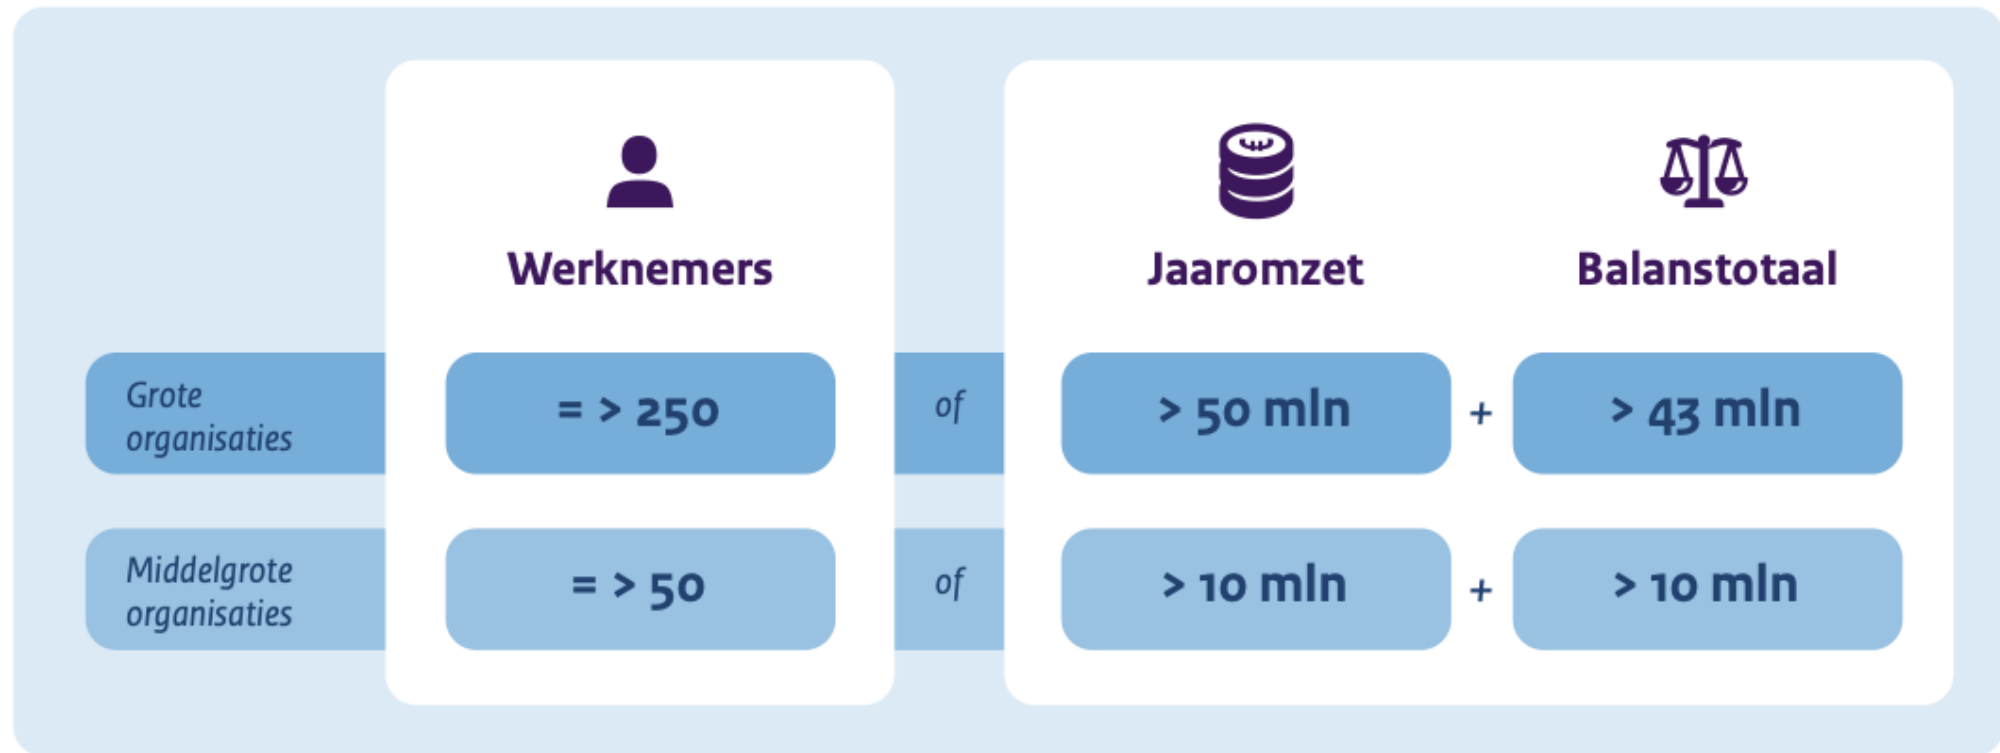 Werknemers
Jaaromzet
Balanstotaal
Grote
organisaties
= > 250
of
> 50 mln
+
> 43 mln
Middelgrote
organisaties
= > 50
of
> 10 mln
+
> 10 mln